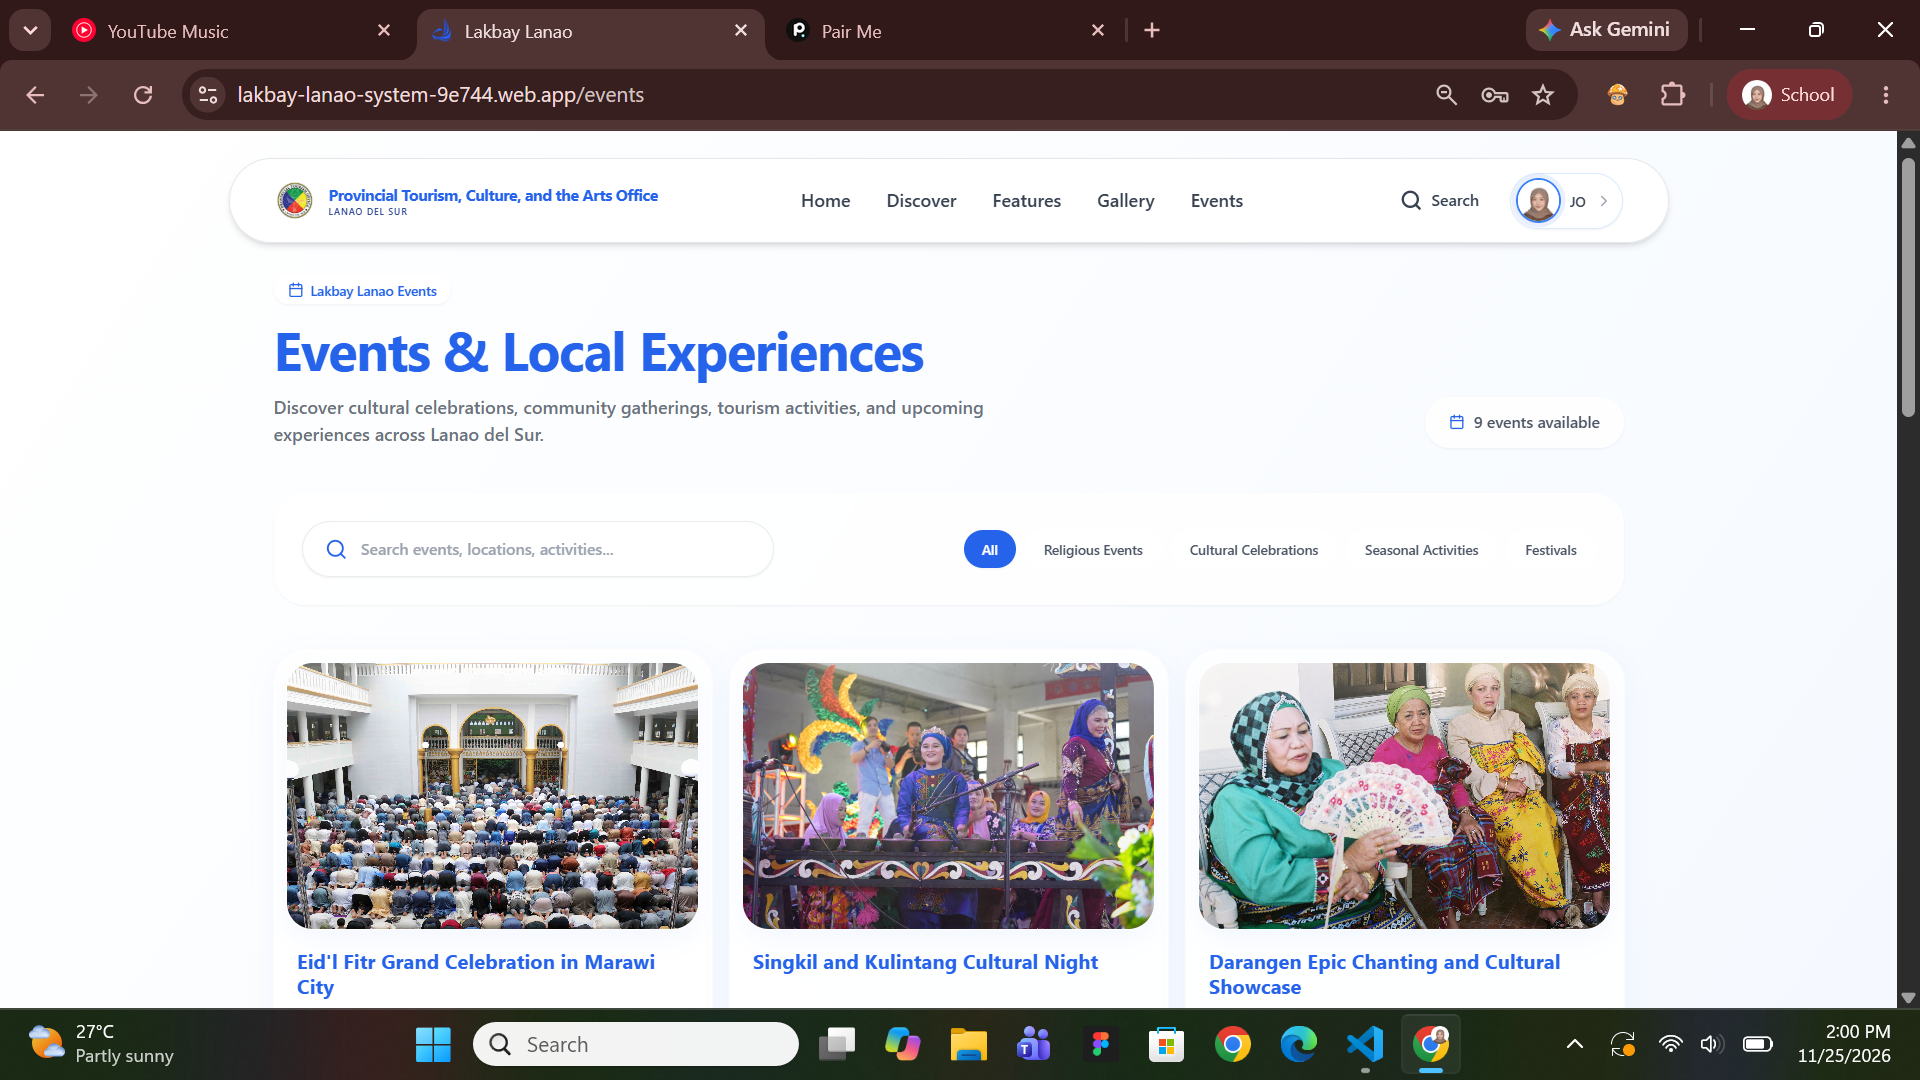 YouTube Music
Lakbay Lanao
Pair Me
Ask Gemini
lakbay-lanao-system-9e744.web.app/events
School
Provincial Tourism, Culture, and the Arts Office
LANAO DEL SUR
Home
Discover
Features
Gallery
Events
Search
JO
Lakbay Lanao Events
Events & Local Experiences
Discover cultural celebrations, community gatherings, tourism activities, and upcoming
experiences across Lanao del Sur.
9 events available
Search events, locations, activities...
All
Religious Events
Cultural Celebrations
Seasonal Activities
Festivals
Eid'l Fitr Grand Celebration in Marawi
City
Singkil and Kulintang Cultural Night
Darangen Epic Chanting and Cultural
Showcase
27°C
Partly sunny
Search
2:00 PM
11/25/2026